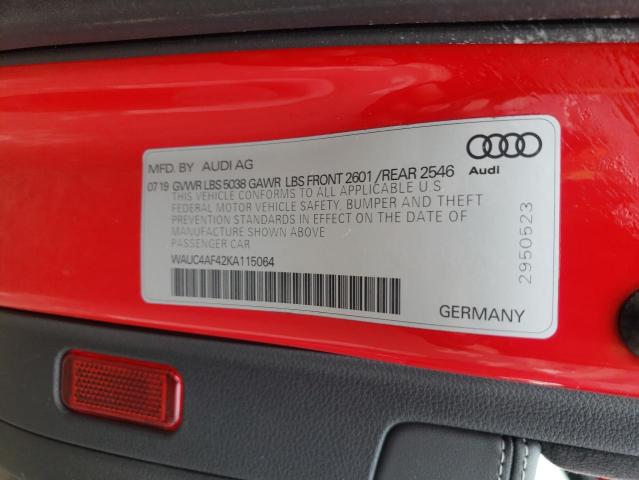 MFD. BY AUDI AG
Audi
07 19 GVWR LBS 5038 GAWR LBS FRONT 2601 /REAR 2546
THIS VEHICLE CONFORMS TO ALL APPLICABLE U.S
FEDERAL MOTOR VEHICLE SAFETY, BUMPER AND THEFT
PREVENTION STANDARDS IN EFFECT ON THE DATE OF
MANUFACTURE SHOWN ABOVE
PASSENGER CAR
WAUC4AF42KA115064
2950523
GERMANY